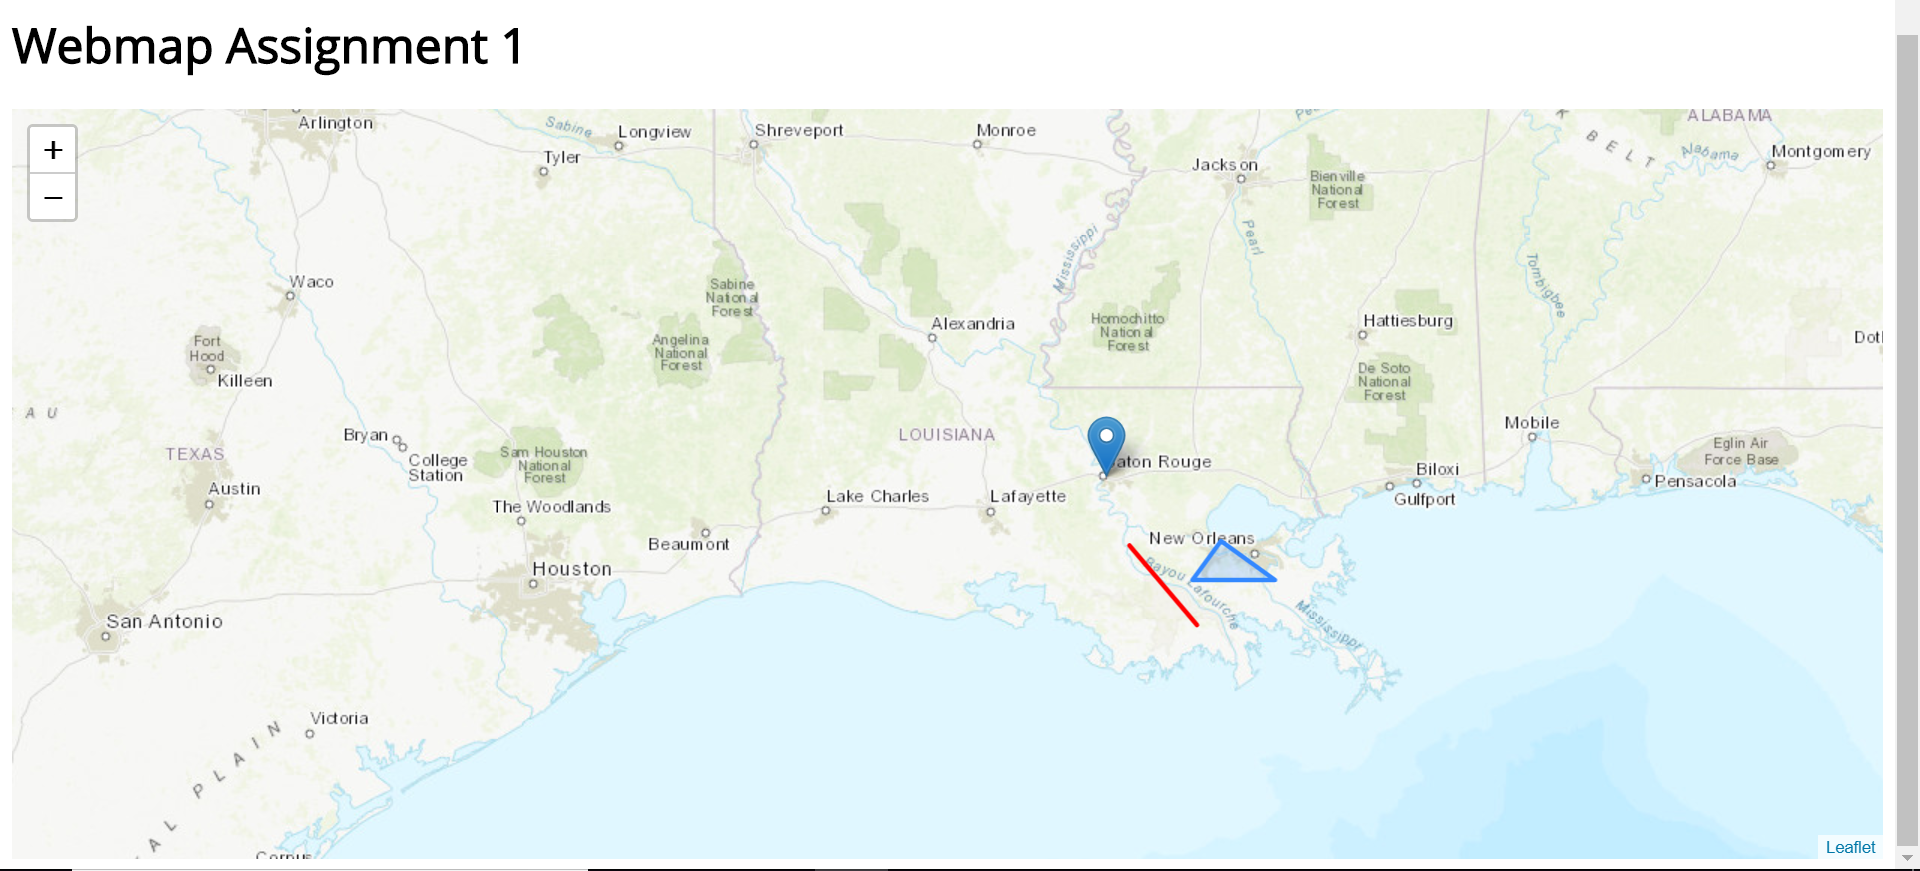 Webmap Assignment 1
+
−
Arlington
Sabine
Longview
Shreveport
Monroe
ALABAMA
Tyler
Jackson
BELT
Alabama
Montgomery
Bienville
National
Forest
Mississippi
Pearl
Waco
Sabine
National
Forest
Tombigbee
Homochitto
National
Forest
Alexandria
Hattiesburg
Fort
Hood
Killeen
Angelina
National
Forest
De Soto
National
Forest
AU
Bryan
College
Station
TEXAS
LOUISIANA
Mobile
Sam Houston
National
Forest
Eglin Air
Force Base
aton Rouge
Biloxi
Pensacola
Gulfport
Austin
Lake Charles
Lafayette
The Woodlands
Beaumont
New Orleans
Houston
Bayou Lafourche
Mississippi
San Antonio
Victoria
AL PLAIN
Leaflet